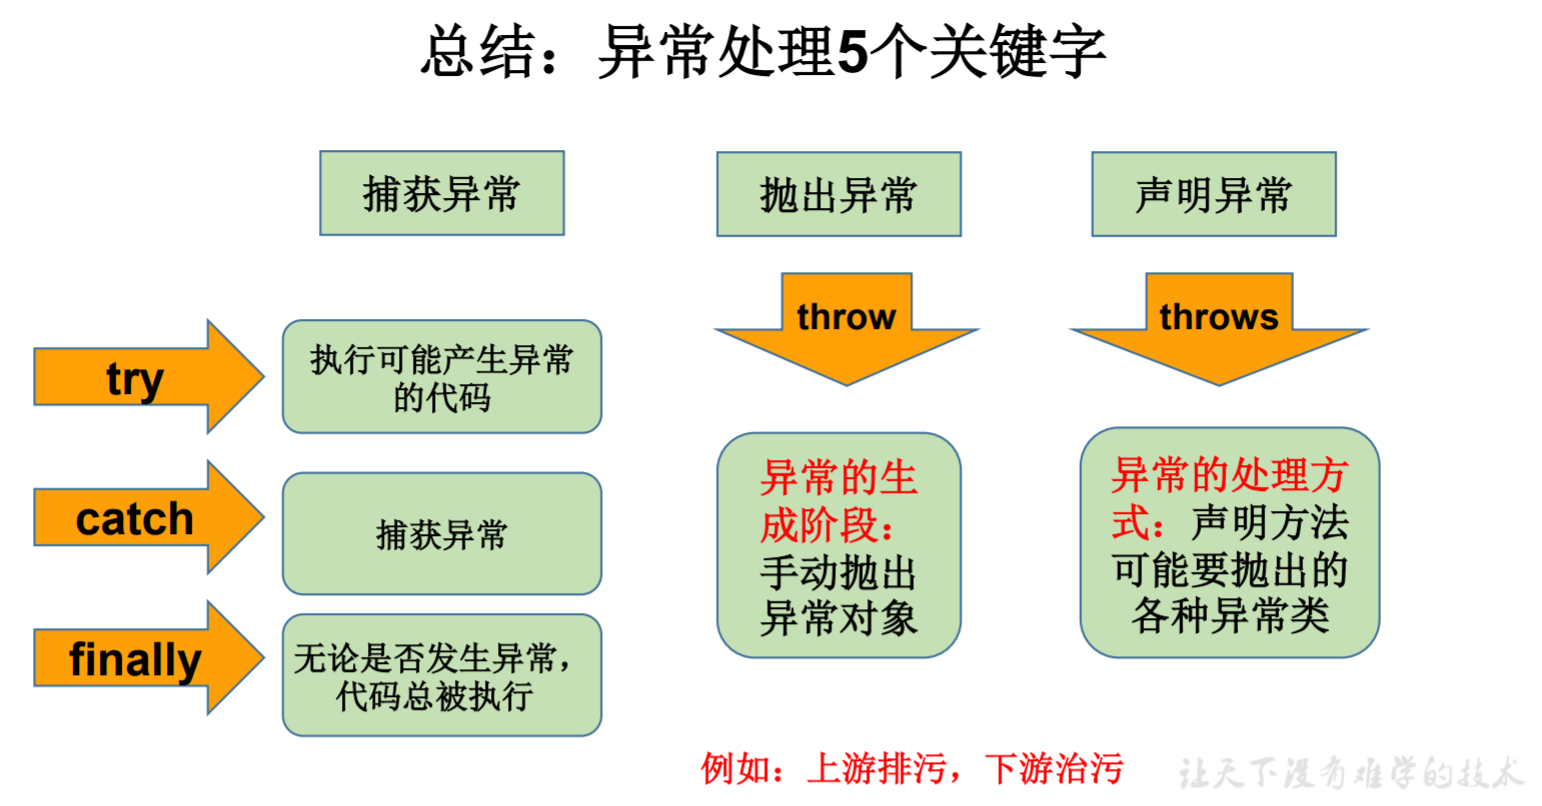 总结：异常处理5个关键字
捕获异常
抛出异常
声明异常
throw
throws
try
执行可能产生异常
的代码
catch
捕获异常
finally
无论是否发生异常，
代码总被执行
异常的生
成阶段：
手动抛出
异常对象
异常的处理方
式：声明方法
可能要抛出的
各种异常类
例如：上游排污，下游治污
让天下没有难学的技术